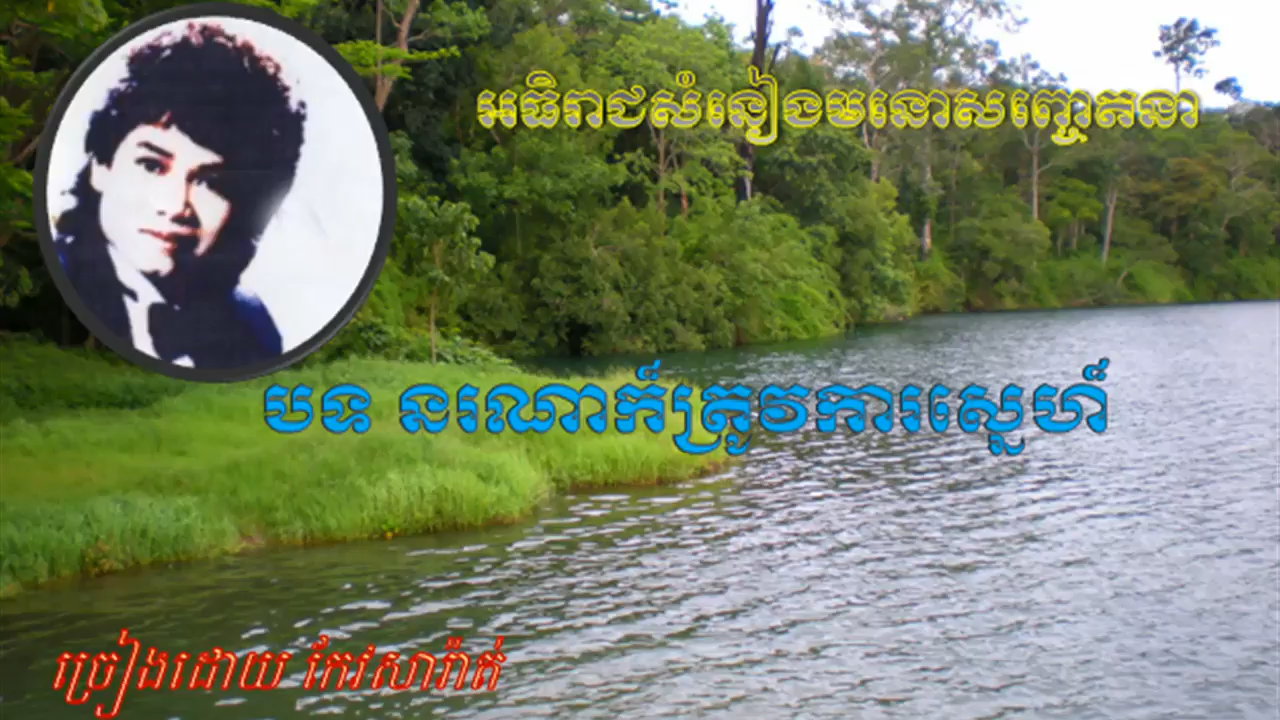 អធិរាជសំនៀងមនោសញ្ចេតនា
បទ នរណាក៏ត្រូវការស្នេហ៍
ច្រៀងដោយ កែវសារ៉ាត់